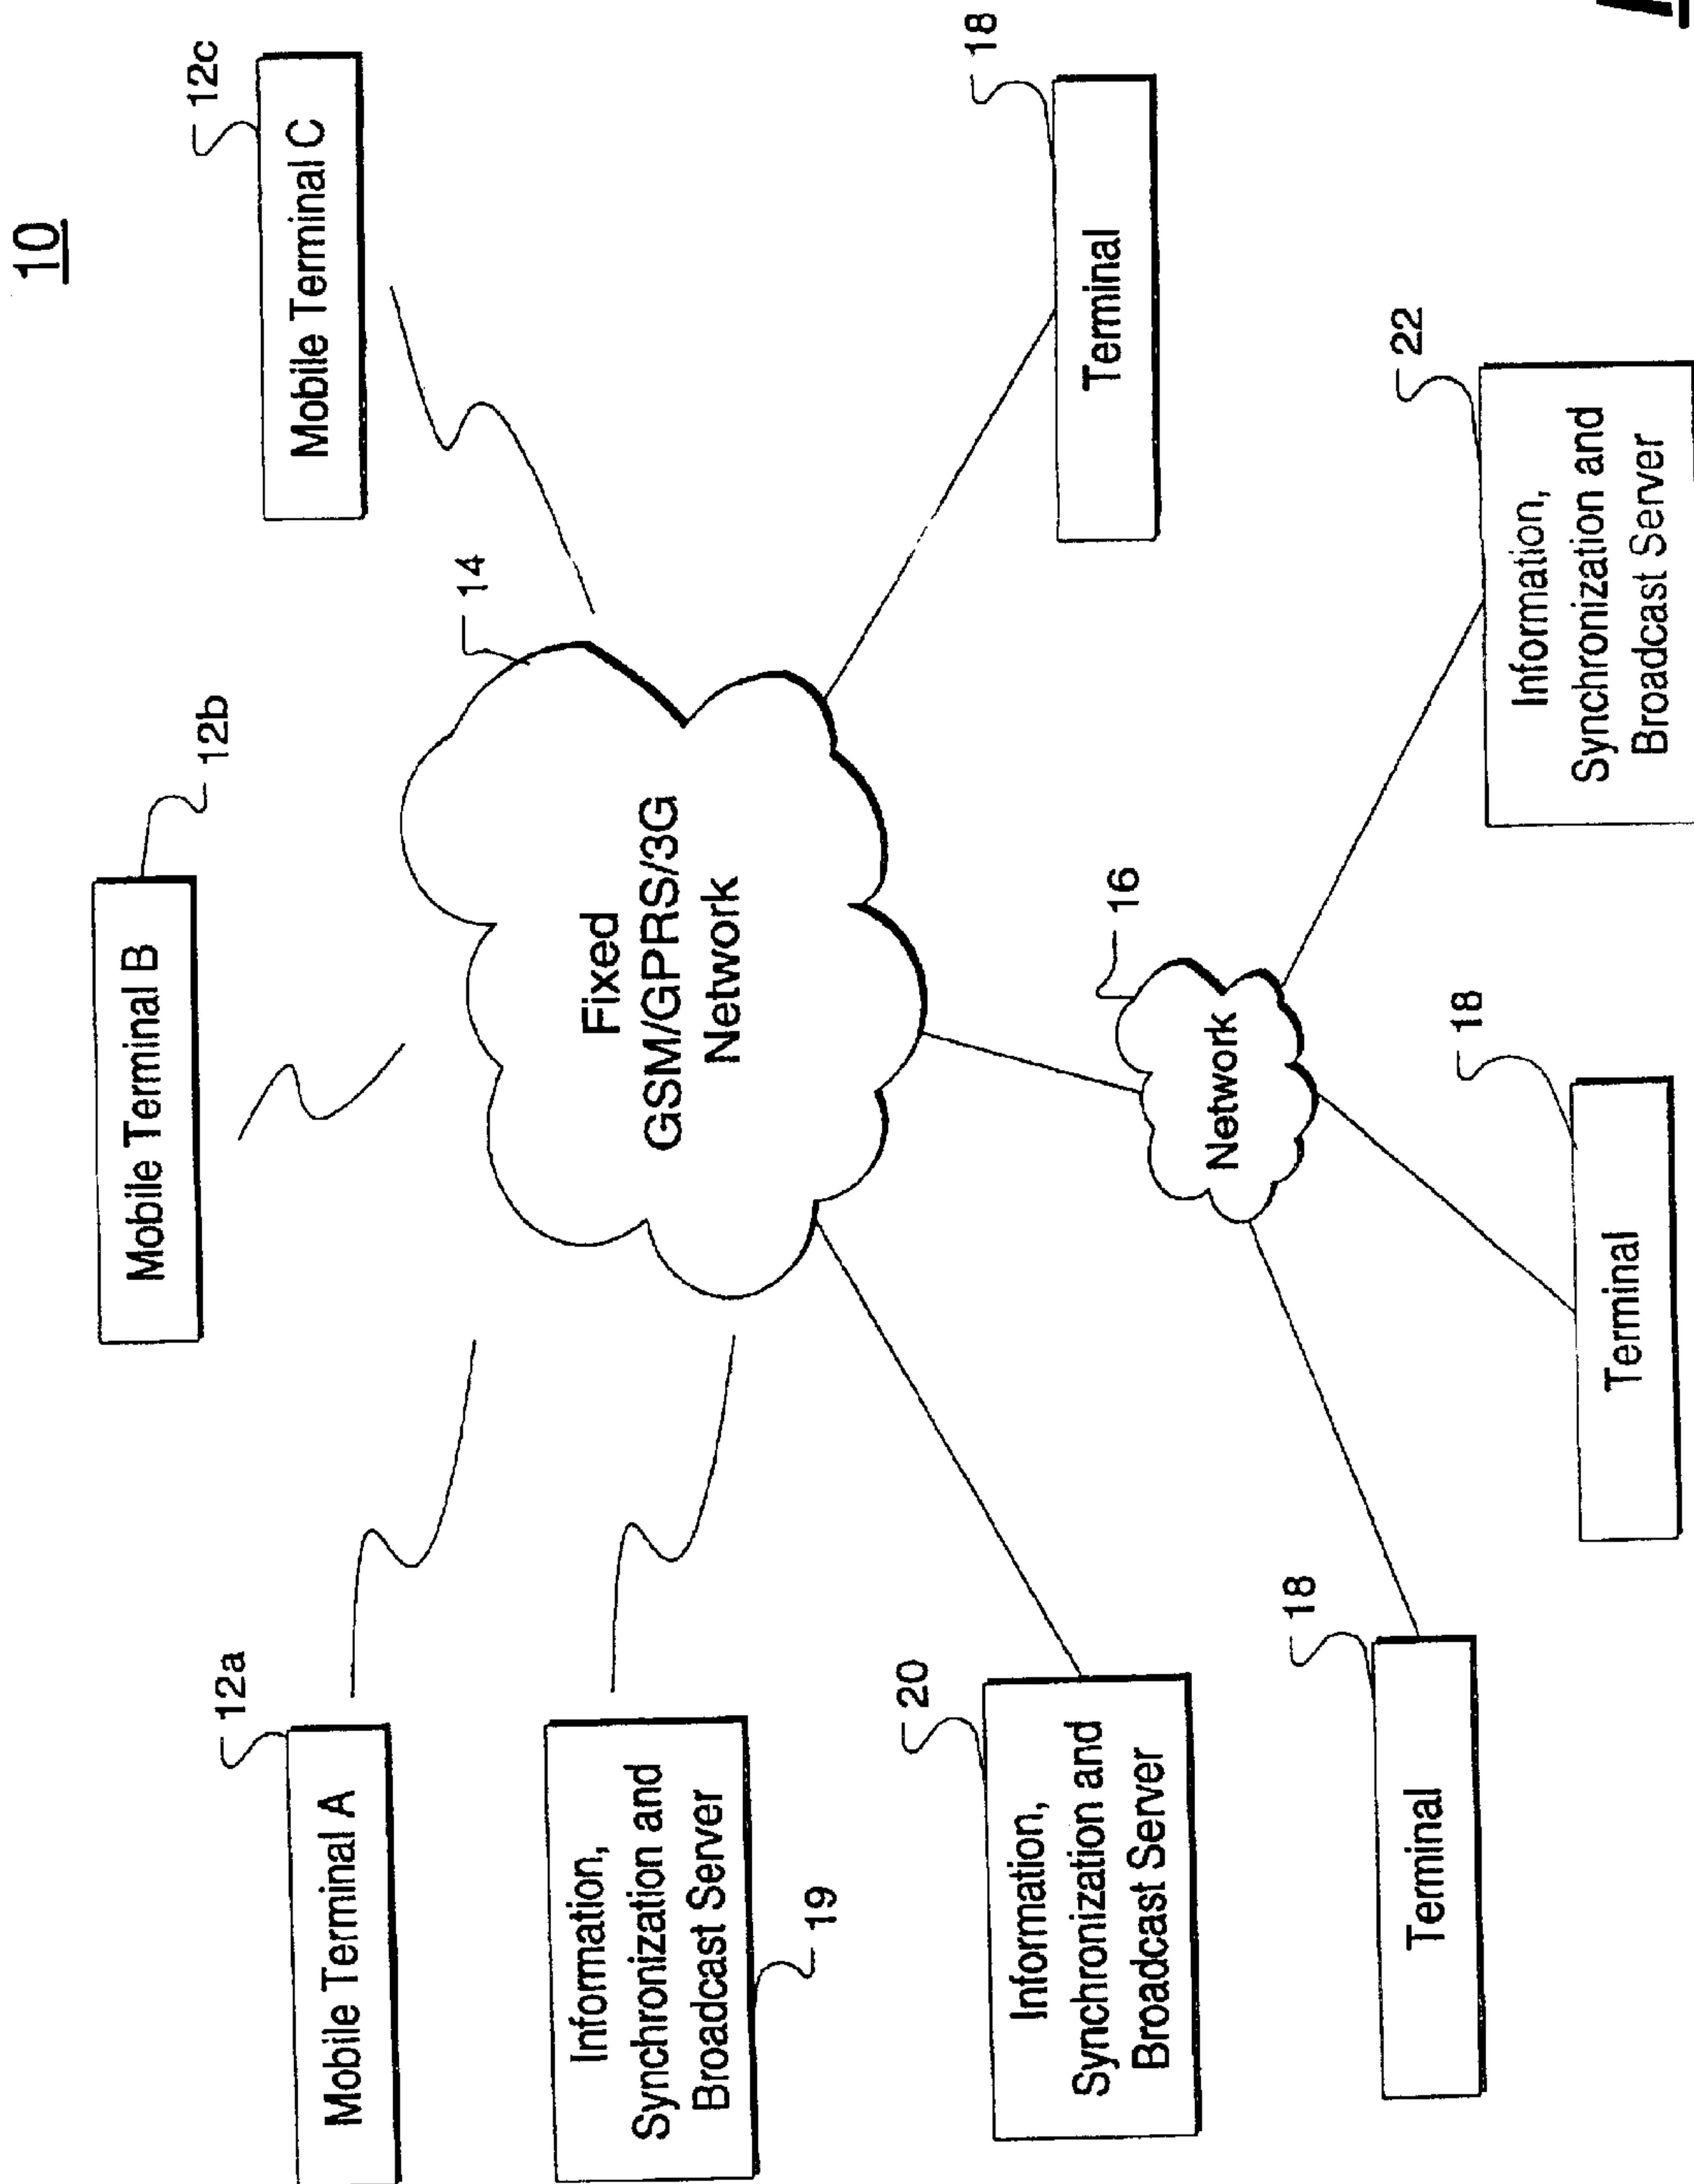 10
12c
12b
12a
Mobile Terminal B
Mobile Terminal C
Mobile Terminal A
14
Fixed
GSM/GPRS/3G
Network
Information,
Synchronization and
Broadcast Server
19
20
18
Information,
Synchronization and
Broadcast Server
Terminal
16
Network
18
18
22
Terminal
Terminal
Information,
Synchronization and
Broadcast Server